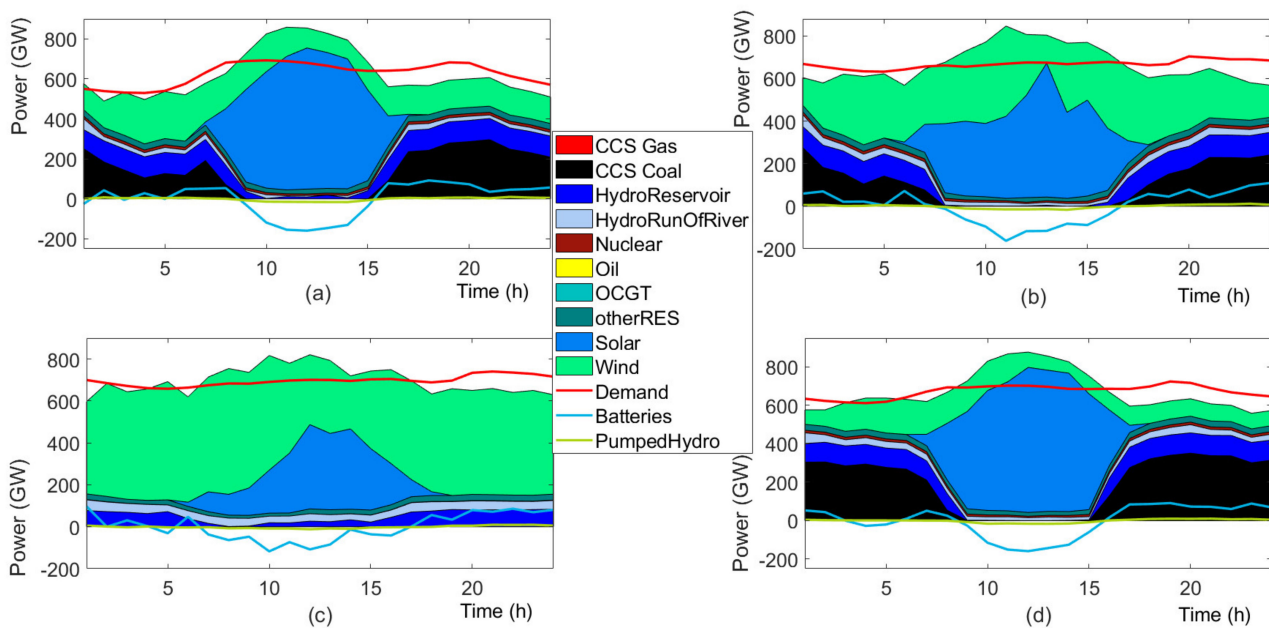 Power (GW)
800
600
400
200
0
-200
5
10
15
20
Time (h)
(a)
Power (GW)
800
600
400
200
0
-200
5
10
15
20
Time (h)
(b)
CCS Gas
CCS Coal
HydroReservoir
HydroRunOfRiver
Nuclear
Oil
OCGT
otherRES
Solar
Wind
Demand
Batteries
PumpedHydro
Power (GW)
800
600
400
200
0
-200
5
10
15
20
Time (h)
(c)
Power (GW)
800
600
400
200
0
-200
5
10
15
20
Time (h)
(d)